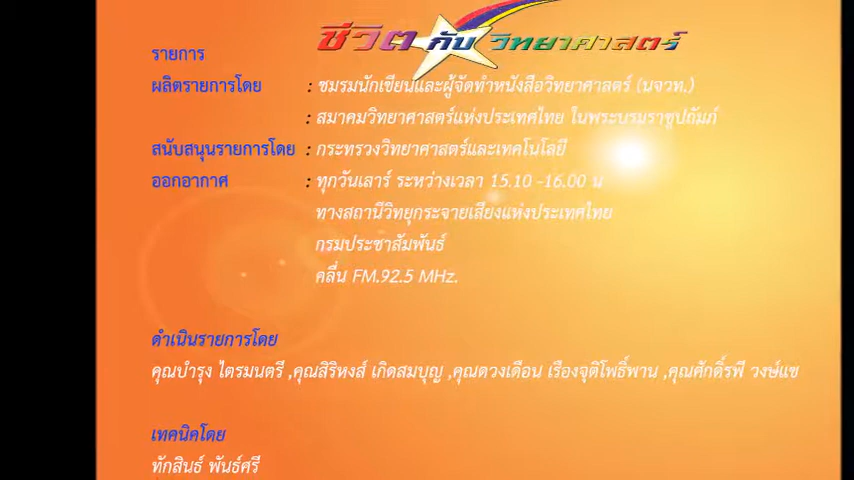 ชีวิต กับ วิทยาศาสตร์
รายการ
ผลิตรายการโดย : ชมรมนักเขียนและผู้จัดทำหนังสือวิทยาศาสตร์ (นจวท.)
: สมาคมวิทยาศาสตร์แห่งประเทศไทย ในพระบรมราชูปถัมภ์
สนับสนุนรายการโดย : กระทรวงวิทยาศาสตร์และเทคโนโลยี
ออกอากาศ : ทุกวันเสาร์ ระหว่างเวลา 15.10 -16.00 น
ทางสถานีวิทยุกระจายเสียงแห่งประเทศไทย
กรมประชาสัมพันธ์
คลื่น FM.92.5 MHz.
ดำเนินรายการโดย
คุณบำรุง ไตรมนตรี ,คุณสิริหงส์ เกิดสมบุญ ,คุณดวงเดือน เรืองจุติโพธิ์พาน ,คุณศักดิ์รพี วงษ์แซ
เทคนิคโดย
ทักสินธ์ พันธ์ศรี